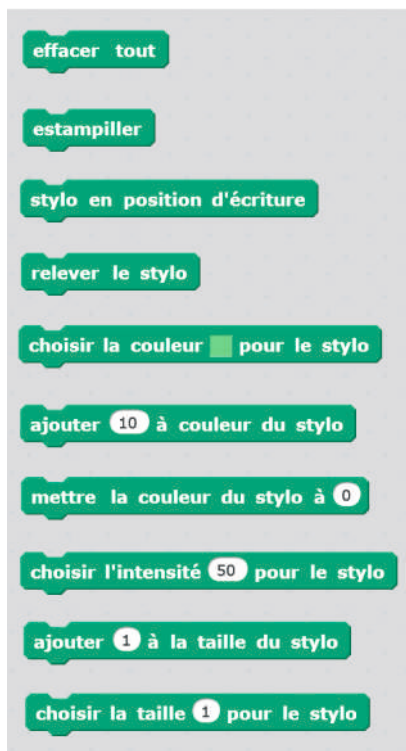 effacer tout
estampiller
stylo en position d'écriture
relever le stylo
choisir la couleur pour le stylo
ajouter 10 à couleur du stylo
mettre la couleur du stylo à 0
choisir l'intensité 50 pour le stylo
ajouter 1 à la taille du stylo
choisir la taille 1 pour le stylo